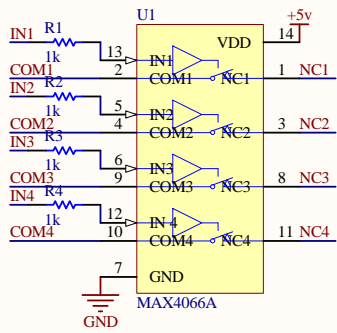 U1
+5v
IN1 R1 13 IN1 VDD 14
1k
COM1 2 COM1 NC1 1 NC1
IN2 R2
1k 5 IN2
COM2 4 COM2 NC2 3 NC2
IN3 R3
1k 6 IN3
COM3 9 COM3 NC3 8 NC3
IN4 R4
1k 12 IN 4
COM4 10 COM4 NC4 11 NC4
7 GND
GND MAX4066A